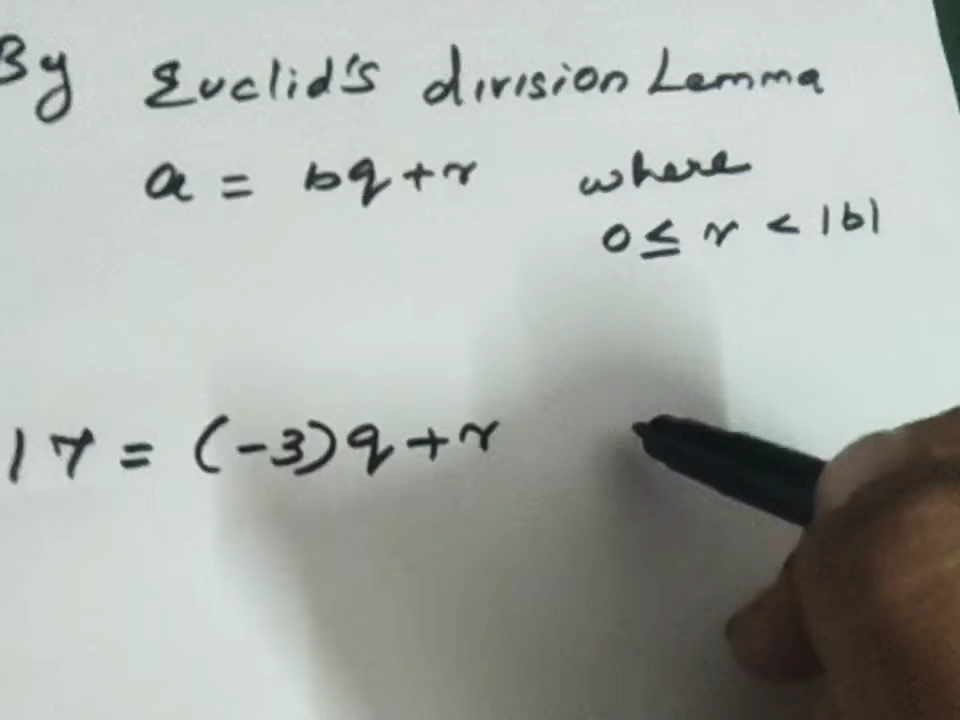 By Euclid's division Lemma
a = bq + r where
0 ≤ r < |b|
17 = (-3)q + r